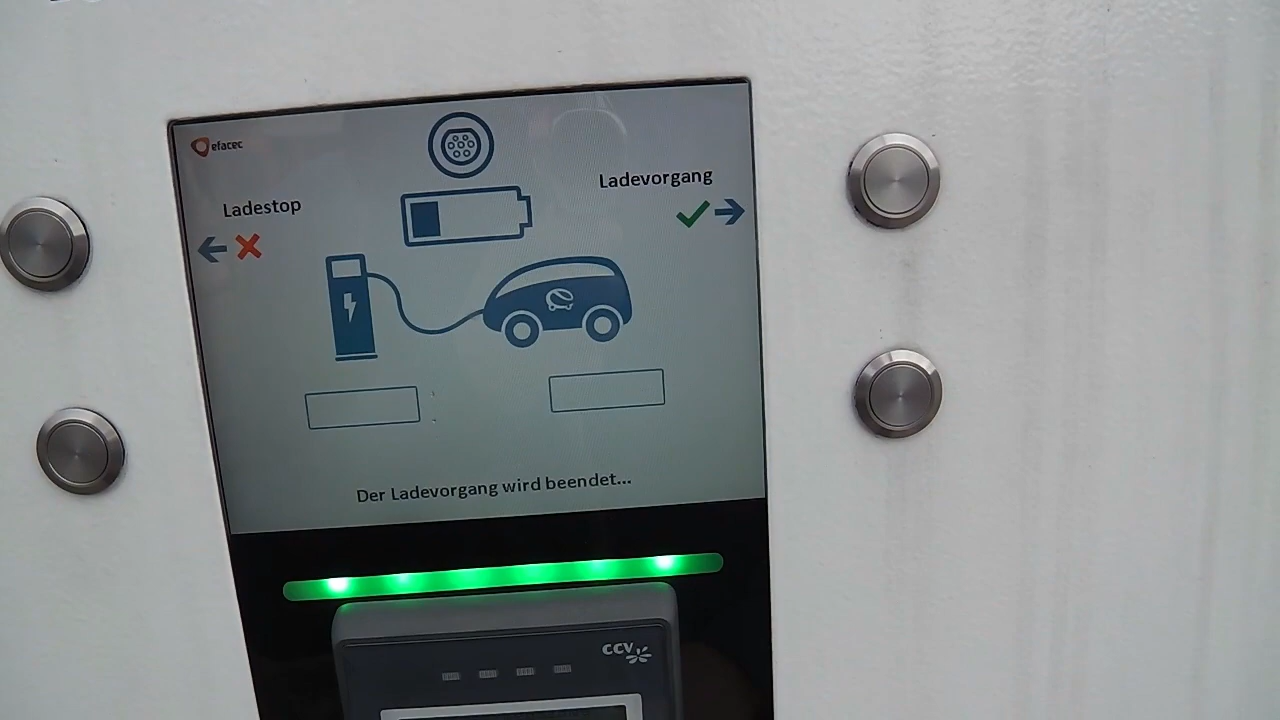 efacec
Ladestop
Ladevorgang
Der Ladevorgang wird beendet...
CCV